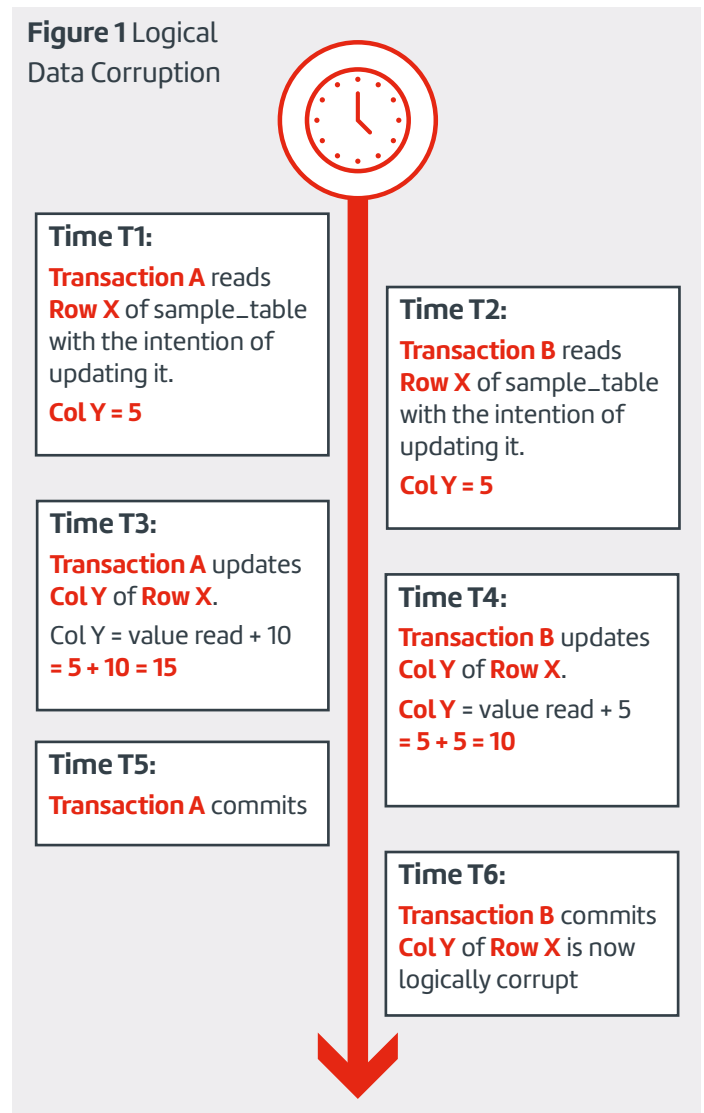 Figure 1 Logical
Data Corruption
Time T1:
Transaction A reads
Row X of sample_table
with the intention of
updating it.
Col Y = 5
Time T2:
Transaction B reads
Row X of sample_table
with the intention of
updating it.
Col Y = 5
Time T3:
Transaction A updates
Col Y of Row X.
Col Y = value read + 10
= 5 + 10 = 15
Time T4:
Transaction B updates
Col Y of Row X.
Col Y = value read + 5
= 5 + 5 = 10
Time T5:
Transaction A commits
Time T6:
Transaction B commits
Col Y of Row X is now
logically corrupt